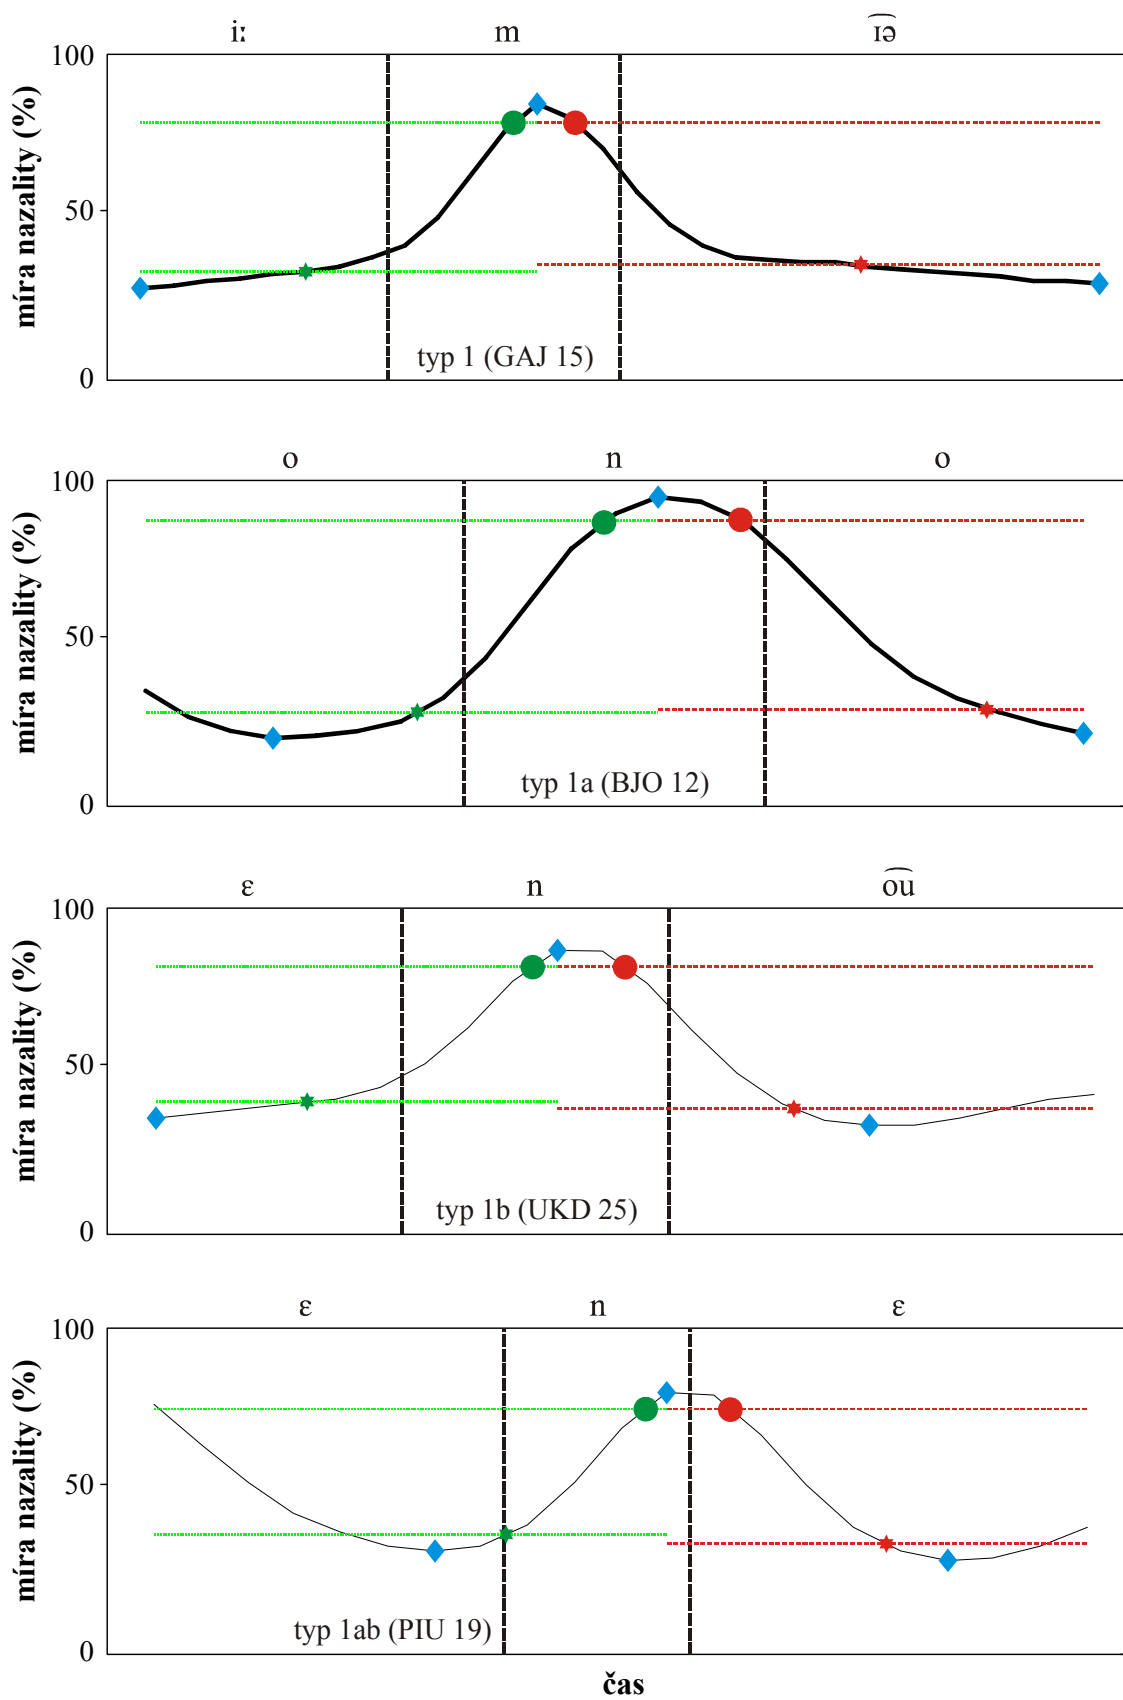 iː m ɪ͡ə
míra nazality (%)
100
50
0
typ 1 (GAJ 15)
o n o
míra nazality (%)
100
50
0
typ 1a (BJO 12)
ɛ n o͡u
míra nazality (%)
100
50
0
typ 1b (UKD 25)
ɛ n ɛ
míra nazality (%)
100
50
0
typ 1ab (PIU 19)
čas